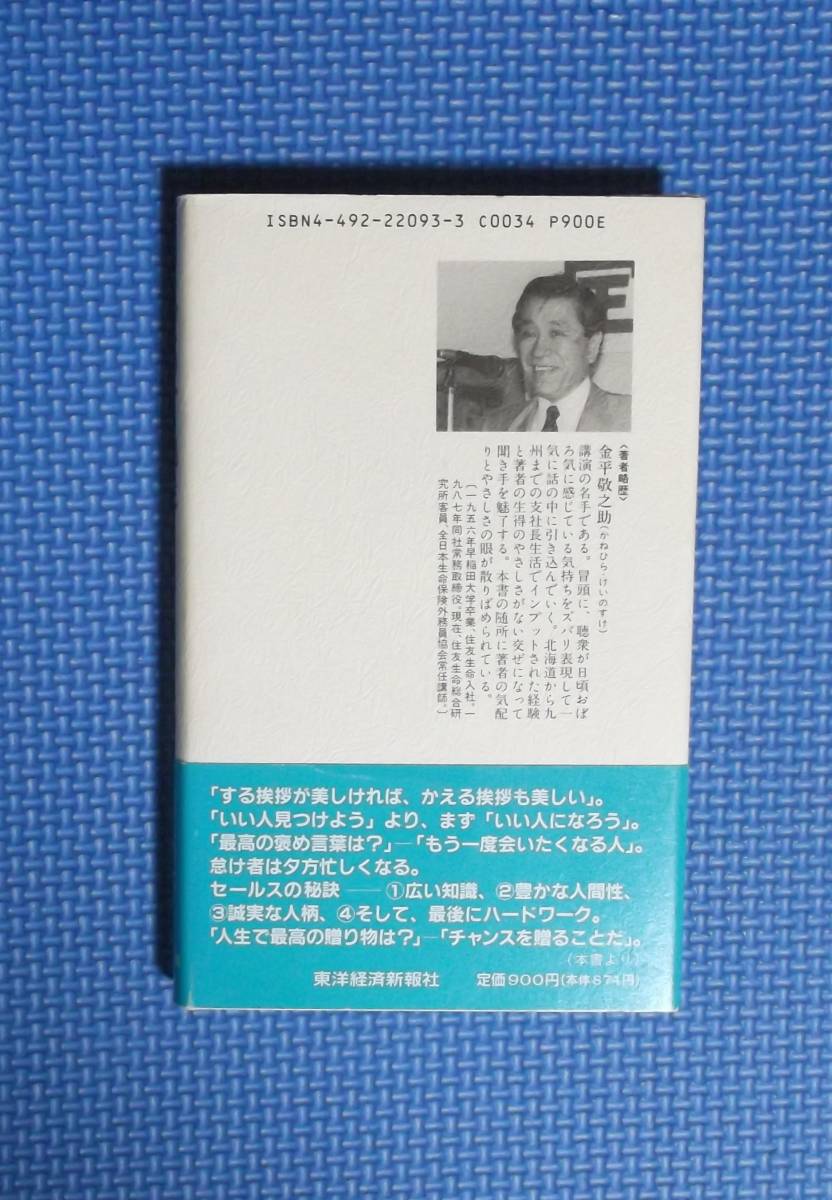 ISBN4-492-22093-3 C0034 P900E
〈著者略歴〉
金平敬之助(かねひら・けいのすけ)
講演の名手である。冒頭に、聴衆が日頃おぼ
ろ気に感じている気持ちをズバリ表現して一
気に話の中に引き込んでいく。北海道から九
州までの支社長生活でインプットされた経験
と著者の生得のやさしさがない交ぜになって
聞き手を魅了する。本書の随所に著者の気配
りとやさしさの眼が散りばめられている。
〔一九五六年早稲田大学卒業、住友生命入社。一
九八七年同社常務取締役。現在、住友生命総合研
究所客員、全日本生命保険外務員協会常任講師。〕
「する挨拶が美しければ、かえる挨拶も美しい」。
「いい人見つけよう」より、まず「いい人になろう」。
「最高の褒め言葉は?」―「もう一度会いたくなる人」。
怠け者は夕方忙しくなる。
セールスの秘訣――①広い知識、②豊かな人間性、
③誠実な人柄、④そして、最後にハードワーク。
「人生で最高の贈り物は?」―「チャンスを贈ることだ」。
(本書より)
東洋経済新報社 定価900円(本体874円)